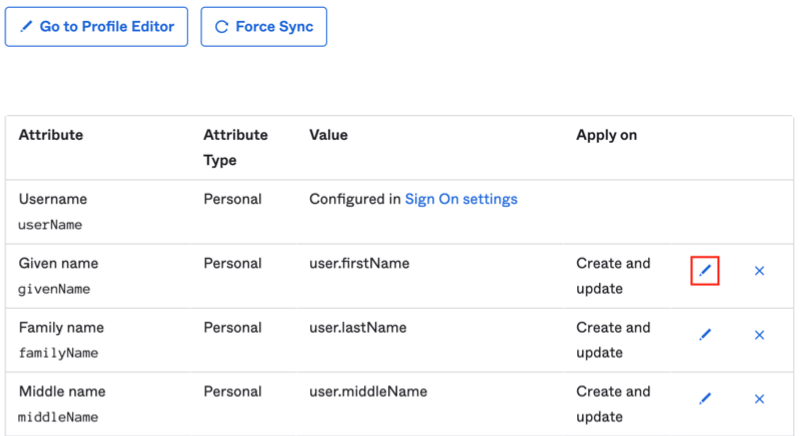 Go to Profile Editor Force Sync
Attribute Attribute Type Value Apply on
Username Personal Configured in Sign On settings
userName
Given name Personal user.firstName Create and
givenName update
Family name Personal user.lastName Create and
familyName update
Middle name Personal user.middleName Create and
middleName update